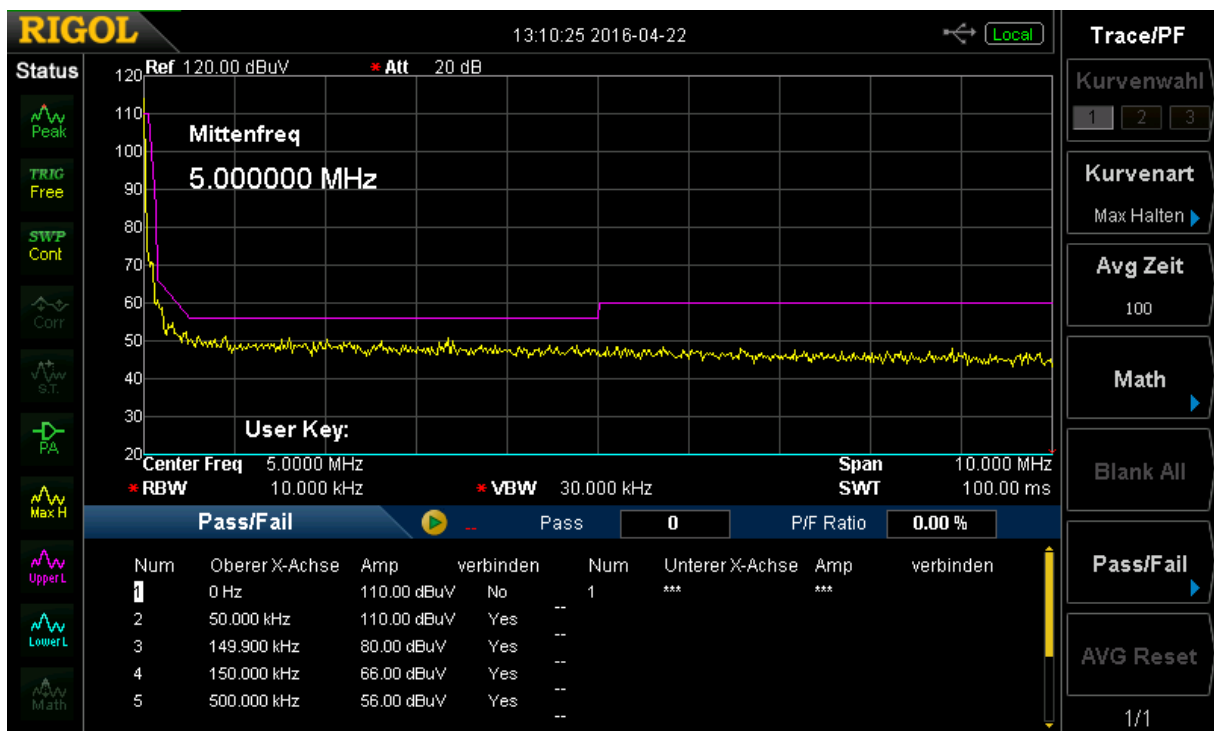 RIGOL 13:10:25 2016-04-22 Local
Trace/PF
Status
Ref 120.00 dBuV * Att 20 dB
120
110
100
90
80
70
60
50
40
30
20
Mittenfreq
5.000000 MHz
User Key:
Center Freq 5.0000 MHz Span 10.000 MHz
* RBW 10.000 kHz * VBW 30.000 kHz SWT 100.00 ms
Peak
TRIG
Free
SWP
Cont
Corr
S.T.
PA
Max H
Upper L
Lower L
Math
Pass/Fail -- Pass 0 P/F Ratio 0.00 %
Num Oberer X-Achse Amp verbinden Num Unterer X-Achse Amp verbinden
1 0 Hz 110.00 dBuV No 1 *** ***
--
2 50.000 kHz 110.00 dBuV Yes
--
3 149.900 kHz 80.00 dBuV Yes
--
4 150.000 kHz 66.00 dBuV Yes
--
5 500.000 kHz 56.00 dBuV Yes
--
Kurvenwahl
1 2 3
Kurvenart
Max Halten
Avg Zeit
100
Math
Blank All
Pass/Fail
AVG Reset
1/1